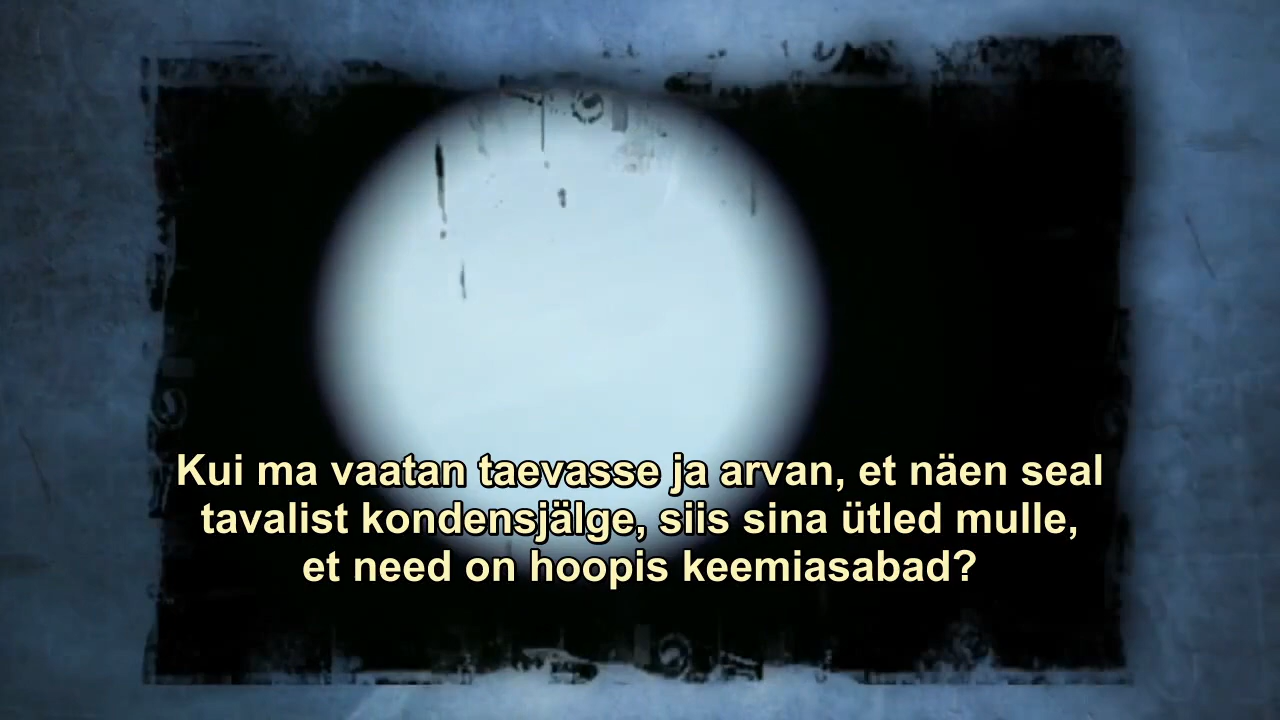 Kui ma vaatan taevasse ja arvan, et näen seal
tavalist kondensjälge, siis sina ütled mulle,
et need on hoopis keemiasabad?